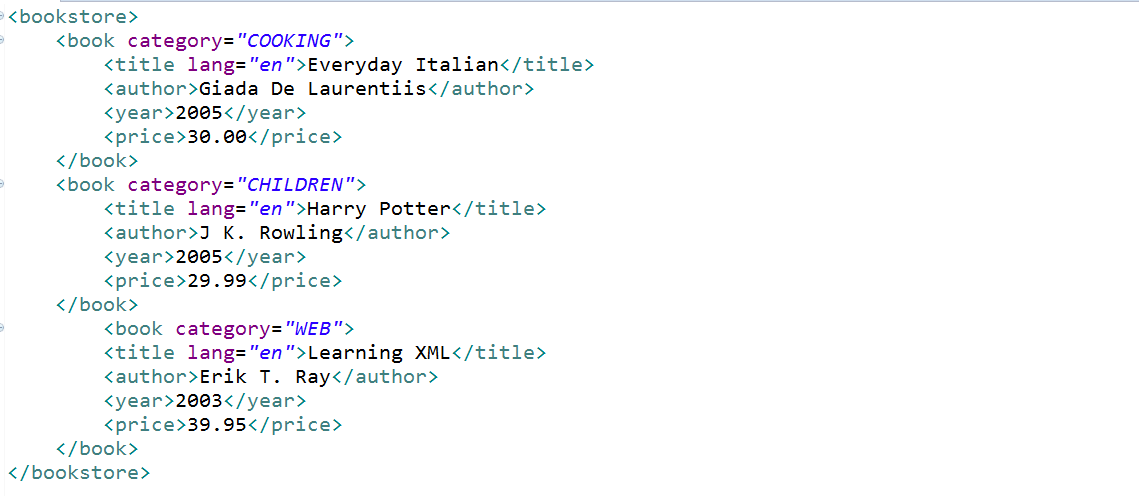 <bookstore>
    <book category="COOKING">
        <title lang="en">Everyday Italian</title>
        <author>Giada De Laurentiis</author>
        <year>2005</year>
        <price>30.00</price>
    </book>
    <book category="CHILDREN">
        <title lang="en">Harry Potter</title>
        <author>J K. Rowling</author>
        <year>2005</year>
        <price>29.99</price>
    </book>
        <book category="WEB">
        <title lang="en">Learning XML</title>
        <author>Erik T. Ray</author>
        <year>2003</year>
        <price>39.95</price>
    </book>
</bookstore>